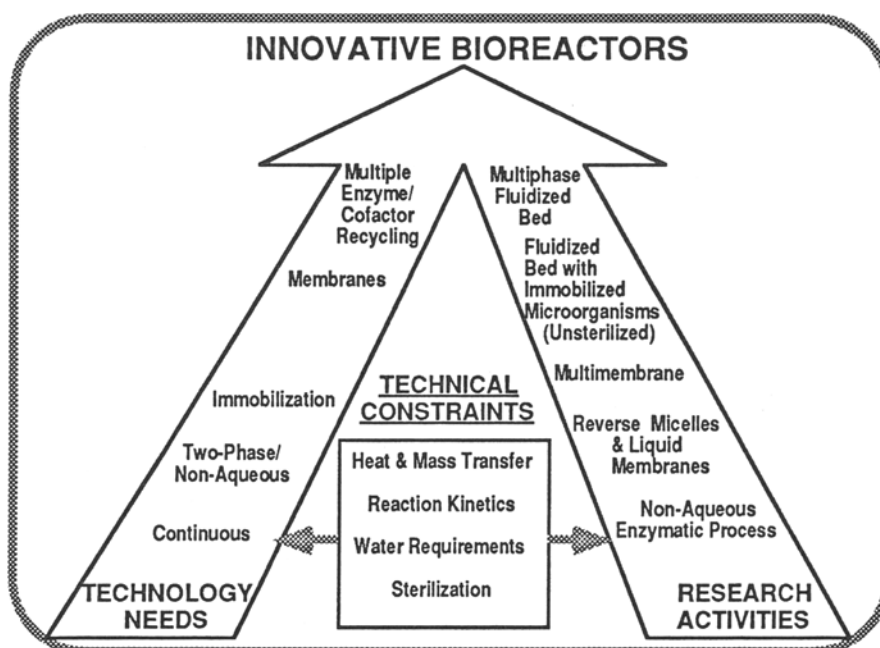 INNOVATIVE BIOREACTORS
Multiple
Enzyme/
Cofactor
Recycling
Membranes
Immobilization
Two-Phase/
Non-Aqueous
Continuous
TECHNOLOGY
NEEDS
TECHNICAL
CONSTRAINTS
Heat & Mass Transfer
Reaction Kinetics
Water Requirements
Sterilization
Multiphase
Fluidized
Bed
Fluidized
Bed with
Immobilized
Microorganisms
(Unsterilized)
Multimembrane
Reverse Micelles
& Liquid
Membranes
Non-Aqueous
Enzymatic Process
RESEARCH
ACTIVITIES